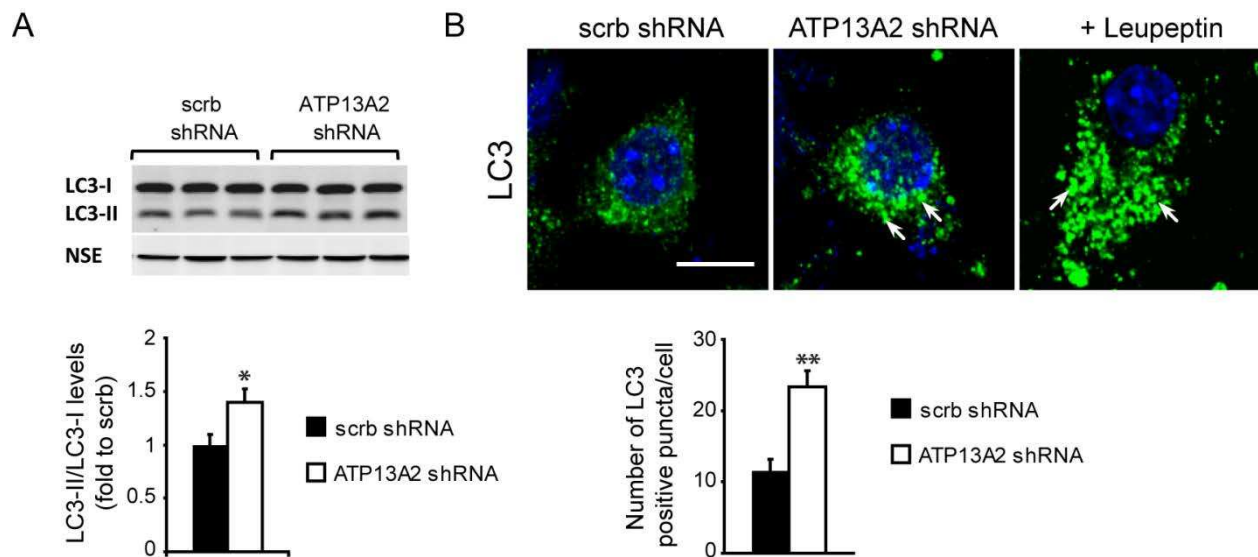 A
scrb
shRNA
ATP13A2
shRNA
LC3-I
LC3-II
NSE
LC3-II/LC3-I levels
(fold to scrb)
2
1.5
1
0.5
0
*
scrb shRNA
ATP13A2 shRNA
B
scrb shRNA
ATP13A2 shRNA
+ Leupeptin
LC3
Number of LC3
positive puncta/cell
30
20
10
0
**
scrb shRNA
ATP13A2 shRNA